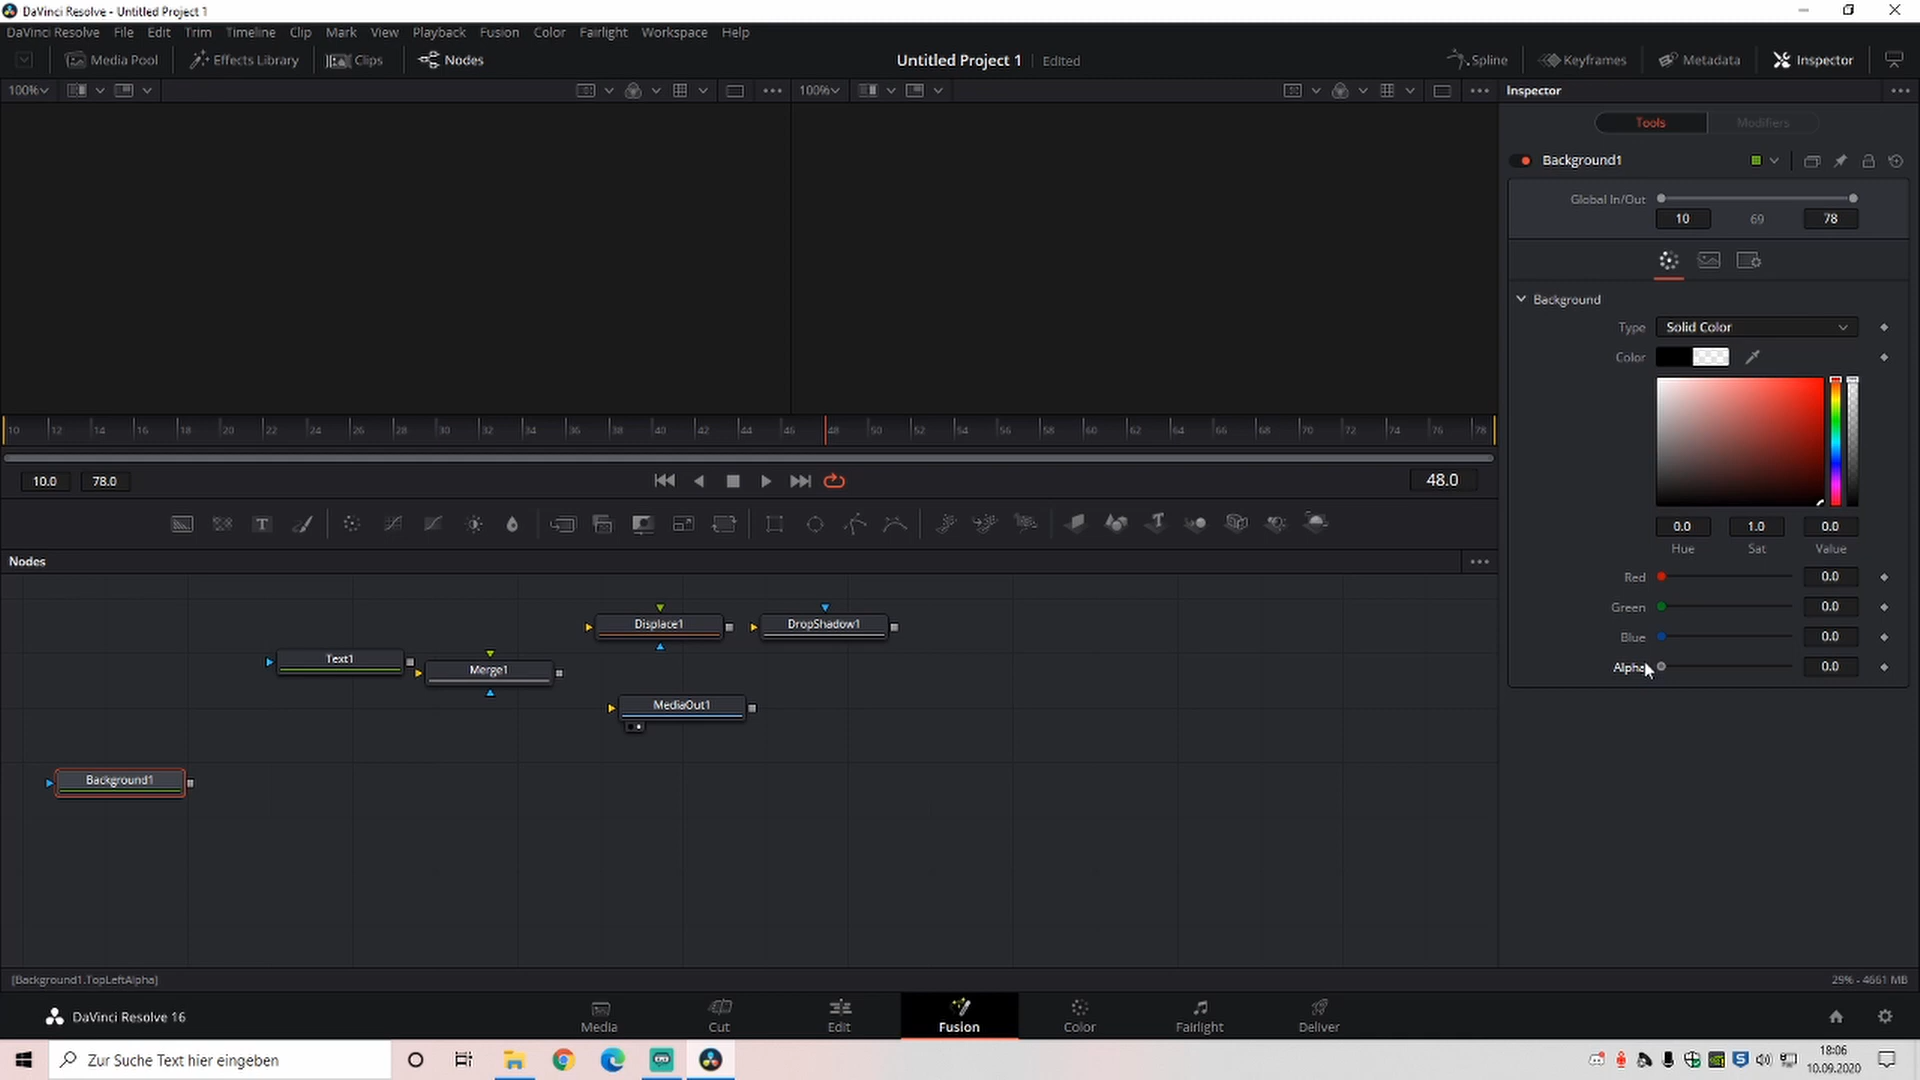 DaVinci Resolve - Untitled Project 1
DaVinci Resolve File Edit Trim Timeline Clip Mark View Playback Fusion Color Fairlight Workspace Help
Media Pool Effects Library Clips Nodes Untitled Project 1 Edited Spline Keyframes Metadata Inspector
100% 100% Inspector
Tools Modifiers
Background1
Global In/Out
10 69 78
Background
Type Solid Color
Color
10 12 14 16 18 20 22 24 26 28 30 32 34 36 38 40 42 44 46 48 50 52 54 56 58 60 62 64 66 68 70 72 74 76 78
10.0 78.0 48.0
0.0 1.0 0.0
Hue Sat Value
Nodes
Red 0.0
Green 0.0
Blue 0.0
Alpha 0.0
Displace1 DropShadow1
Text1 Merge1
MediaOut1
Background1
[Background1.TopLeftAlpha] 29% - 4661 MB
DaVinci Resolve 16 Media Cut Edit Fusion Color Fairlight Deliver
Zur Suche Text hier eingeben
18:06
10.09.2020